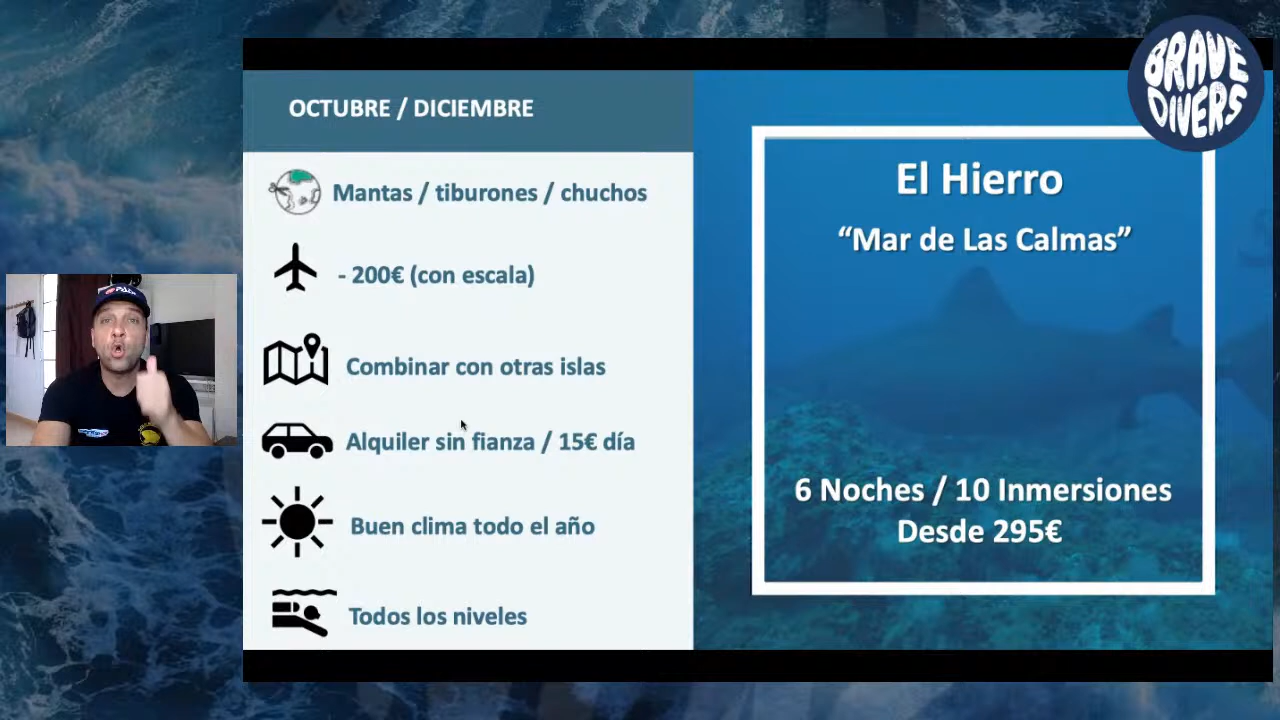 BRAVE
DIVERS
OCTUBRE / DICIEMBRE
Mantas / tiburones / chuchos
- 200€ (con escala)
Combinar con otras islas
Alquiler sin fianza / 15€ día
Buen clima todo el año
Todos los niveles
El Hierro
“Mar de Las Calmas”
6 Noches / 10 Inmersiones
Desde 295€